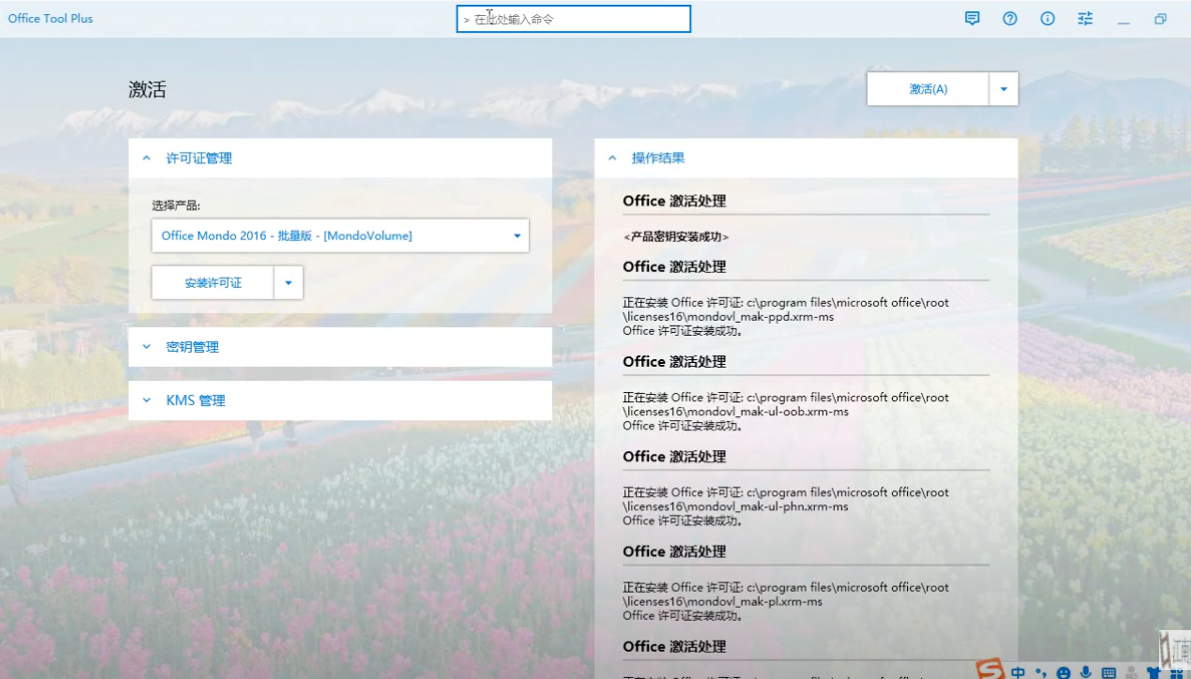 Office Tool Plus
> 在此处输入命令
激活
激活(A)
许可证管理
选择产品:
Office Mondo 2016 - 批量版 - [MondoVolume]
安装许可证
密钥管理
KMS 管理
操作结果
Office 激活处理
<产品密钥安装成功>
Office 激活处理
正在安装 Office 许可证: c:\program files\microsoft office\root
\licenses16\mondovl_mak-ppd.xrm-ms
Office 许可证安装成功。
Office 激活处理
正在安装 Office 许可证: c:\program files\microsoft office\root
\licenses16\mondovl_mak-ul-oob.xrm-ms
Office 许可证安装成功。
Office 激活处理
正在安装 Office 许可证: c:\program files\microsoft office\root
\licenses16\mondovl_mak-ul-phn.xrm-ms
Office 许可证安装成功。
Office 激活处理
正在安装 Office 许可证: c:\program files\microsoft office\root
\licenses16\mondovl_mak-pl.xrm-ms
Office 许可证安装成功。
Office 激活处理
中